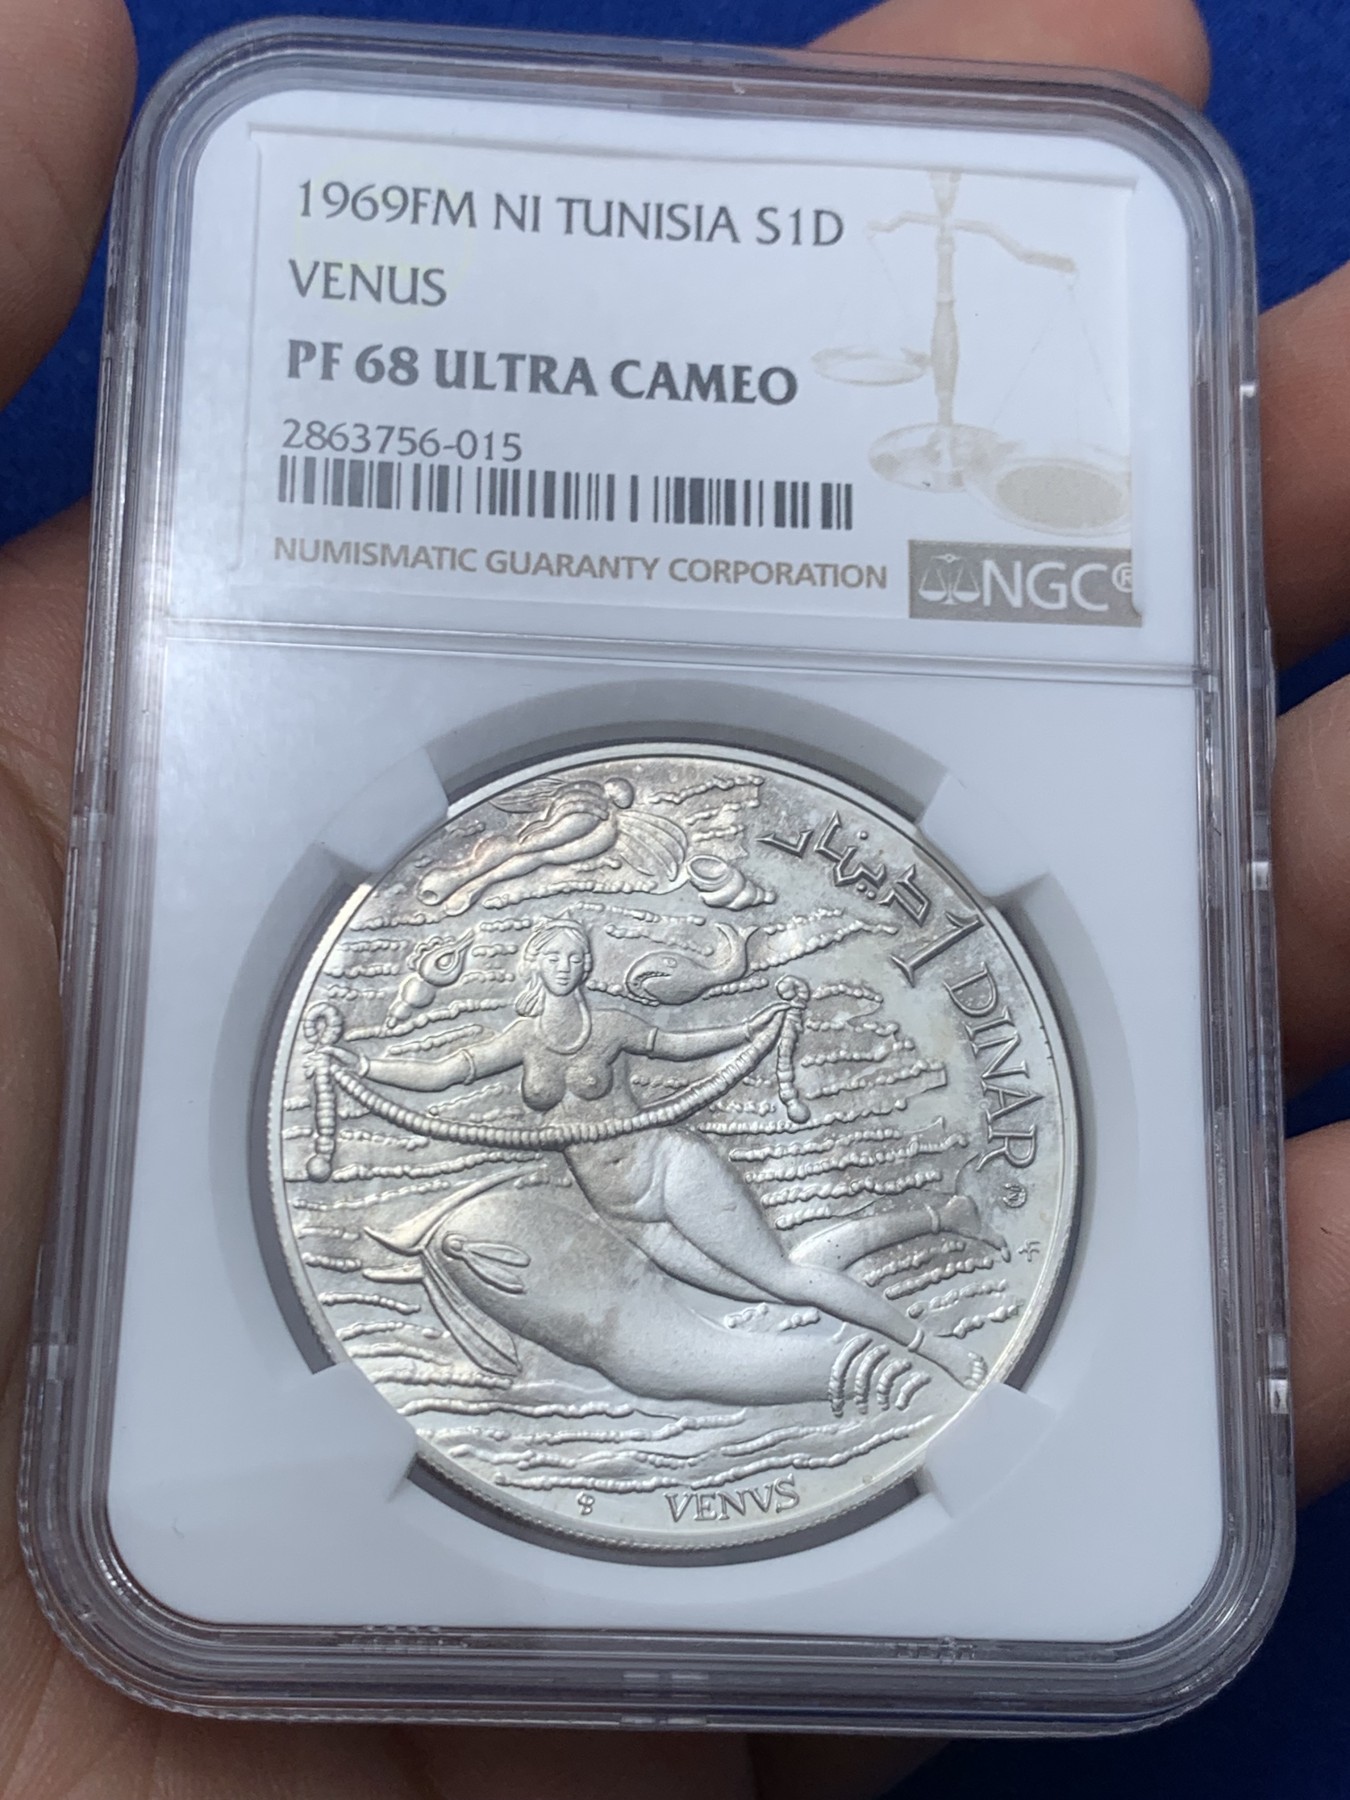 1969FM NI TUNISIA S1D
VENUS
PF 68 ULTRA CAMEO
2863756-015
NUMISMATIC GUARANTY CORPORATION
NGC®
1 دينار
1 DINAR
VENVS